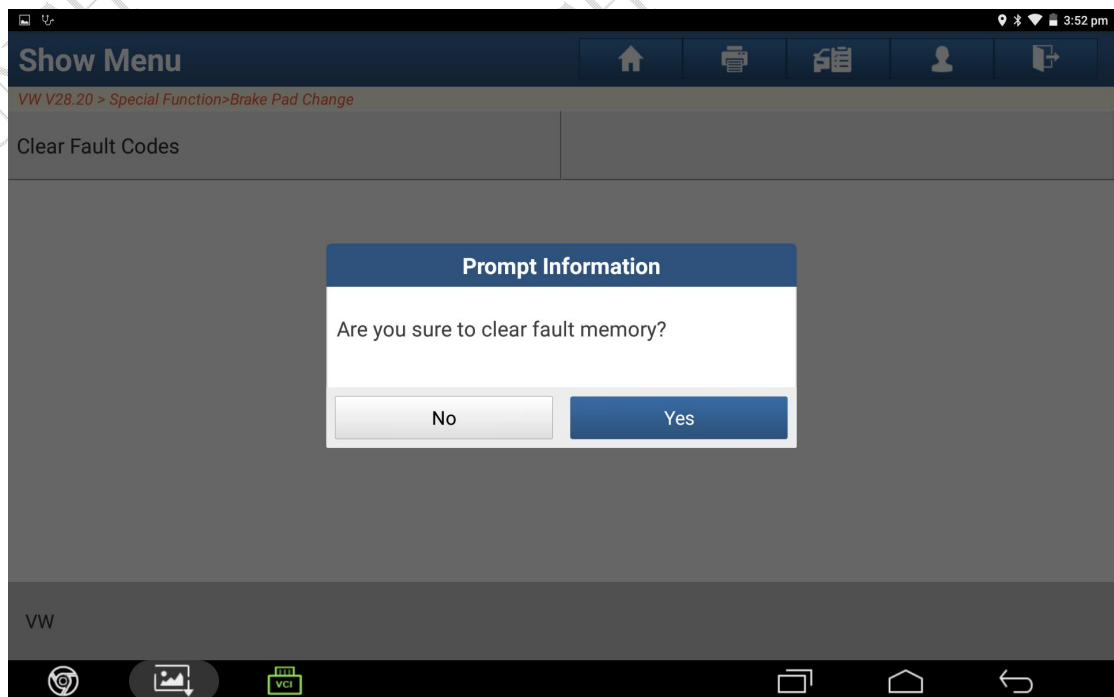 3:52 pm
Show Menu
VW V28.20 > Special Function>Brake Pad Change
Clear Fault Codes
Prompt Information
Are you sure to clear fault memory?
No
Yes
VW
VCI